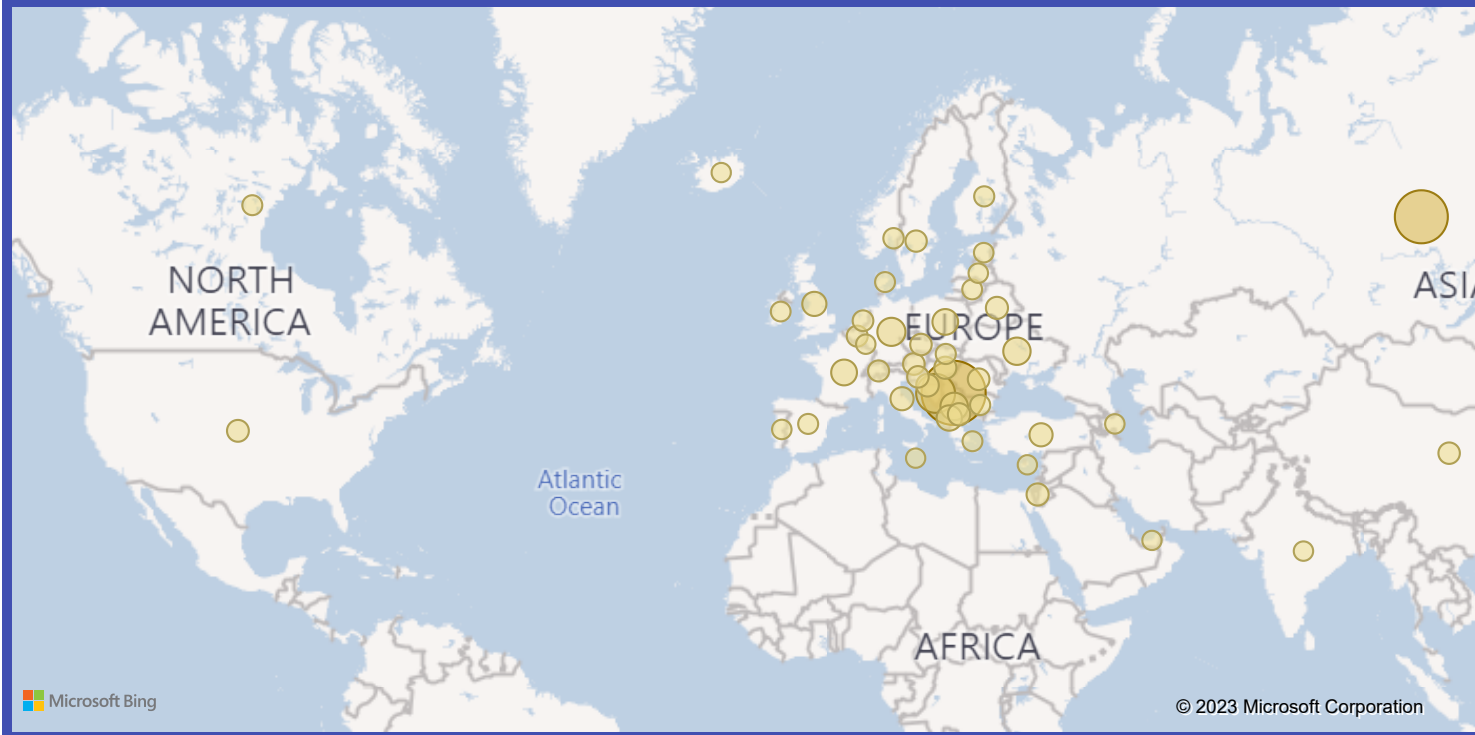 NORTH
AMERICA
EUROPE
ASIA
Atlantic
Ocean
AFRICA
Microsoft Bing
© 2023 Microsoft Corporation